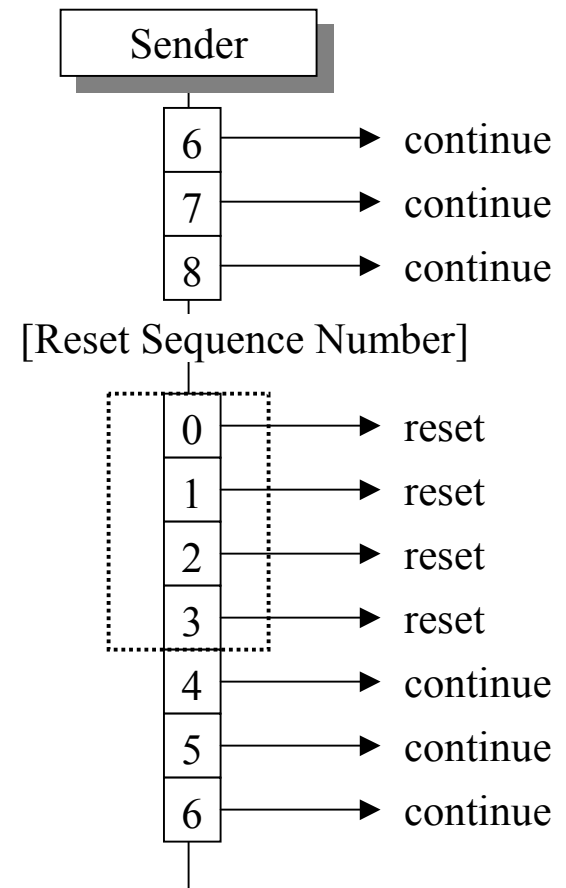 Sender
6 continue
7 continue
8 continue
[Reset Sequence Number]
0 reset
1 reset
2 reset
3 reset
4 continue
5 continue
6 continue